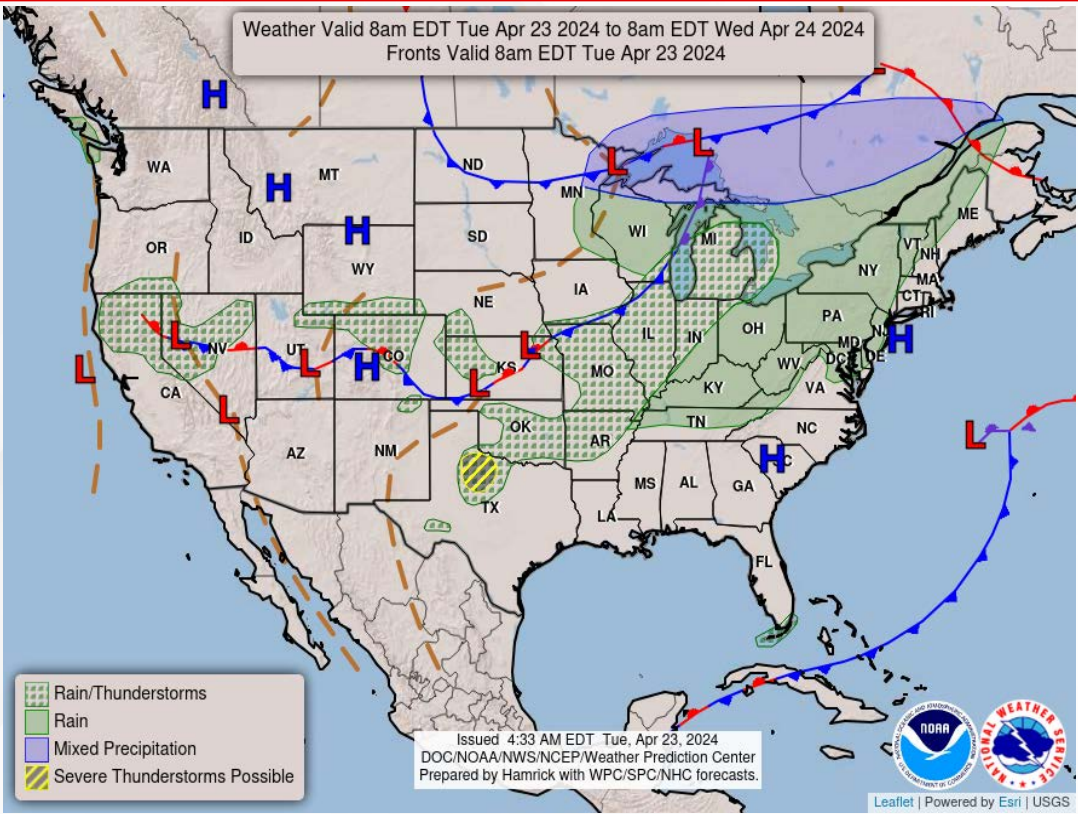 Weather Valid 8am EDT Tue Apr 23 2024 to 8am EDT Wed Apr 24 2024
Fronts Valid 8am EDT Tue Apr 23 2024
H
L
L
L
WA
MT
ND
MN
H
ME
OR
ID
H
WY
SD
WI
MI
VT
NH
NY
MA
CT
RI
NE
IA
PA
NJ
H
L
NV
UT
L
H
CO
L
KS
IL
IN
OH
MD
DE
DC
WV
VA
L
CA
L
L
MO
KY
AZ
NM
OK
AR
TN
NC
L
H
TX
MS
AL
GA
LA
FL
Rain/Thunderstorms
Rain
Mixed Precipitation
Severe Thunderstorms Possible
Issued 4:33 AM EDT Tue, Apr 23, 2024
DOC/NOAA/NWS/NCEP/Weather Prediction Center
Prepared by Hamrick with WPC/SPC/NHC forecasts.
NOAA
NATIONAL WEATHER SERVICE
Leaflet | Powered by Esri | USGS